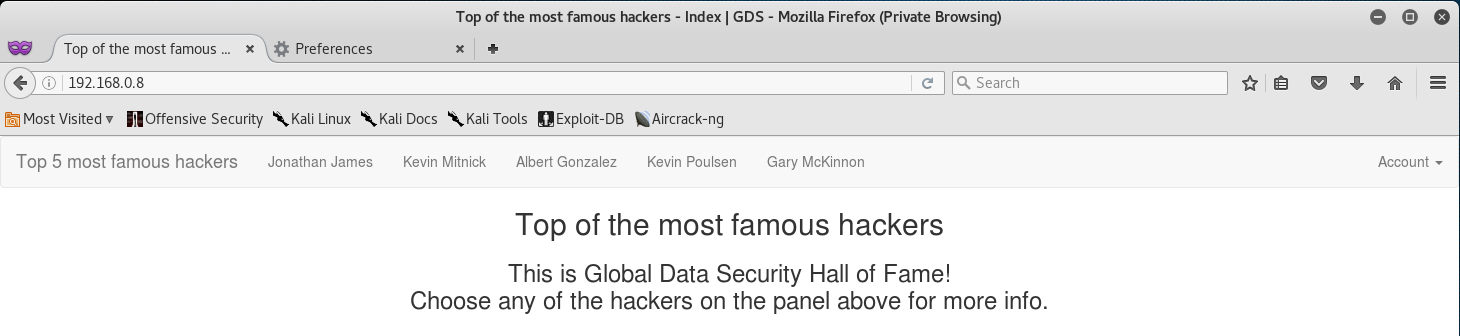 Top of the most famous hackers - Index | GDS - Mozilla Firefox (Private Browsing)
Top of the most famous ... Preferences
192.168.0.8 Search
Most Visited Offensive Security Kali Linux Kali Docs Kali Tools Exploit-DB Aircrack-ng
Top 5 most famous hackers Jonathan James Kevin Mitnick Albert Gonzalez Kevin Poulsen Gary McKinnon Account
Top of the most famous hackers
This is Global Data Security Hall of Fame!
Choose any of the hackers on the panel above for more info.